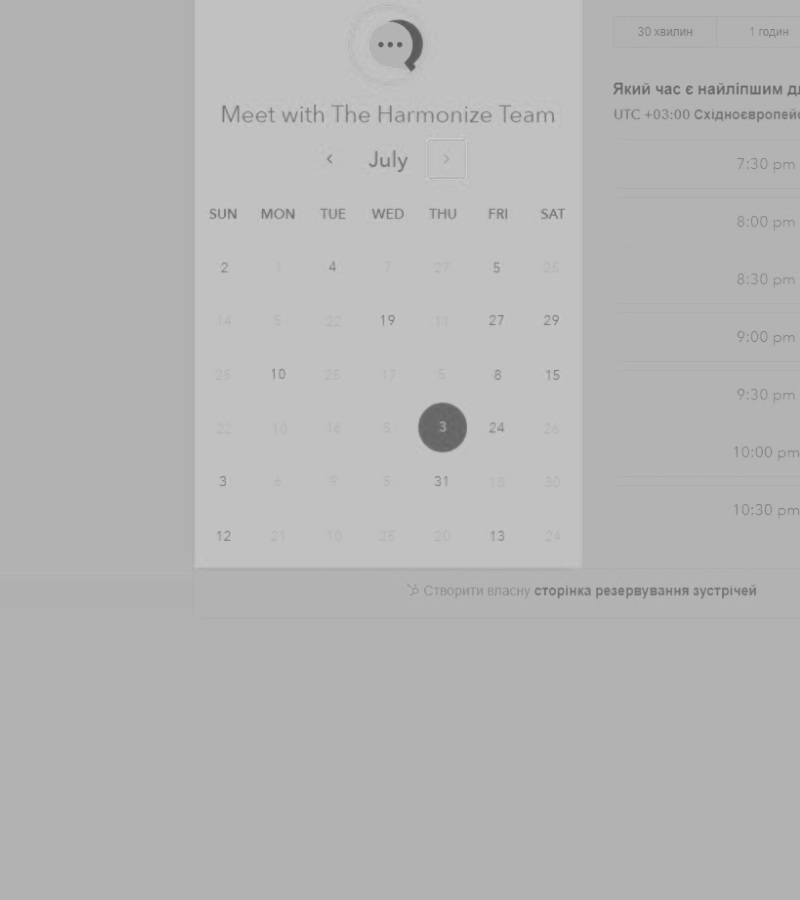 Meet with The Harmonize Team
July
SUN MON TUE WED THU FRI SAT
2 1 4 7 27 5
14 5 22 19 11 27 29
25 10 25 17 5 8 15
22 10 16 5 3 24 26
3 6 9 5 31 18 30
12 21 10 25 20 13 24
30 хвилин
1 годин
Який час є найліпшим
UTC +03:00
7:30 pm
8:00 pm
8:30 pm
9:00 pm
9:30 pm
10:00 pm
10:30 pm
Створити власну сторінка резервування зустрічей